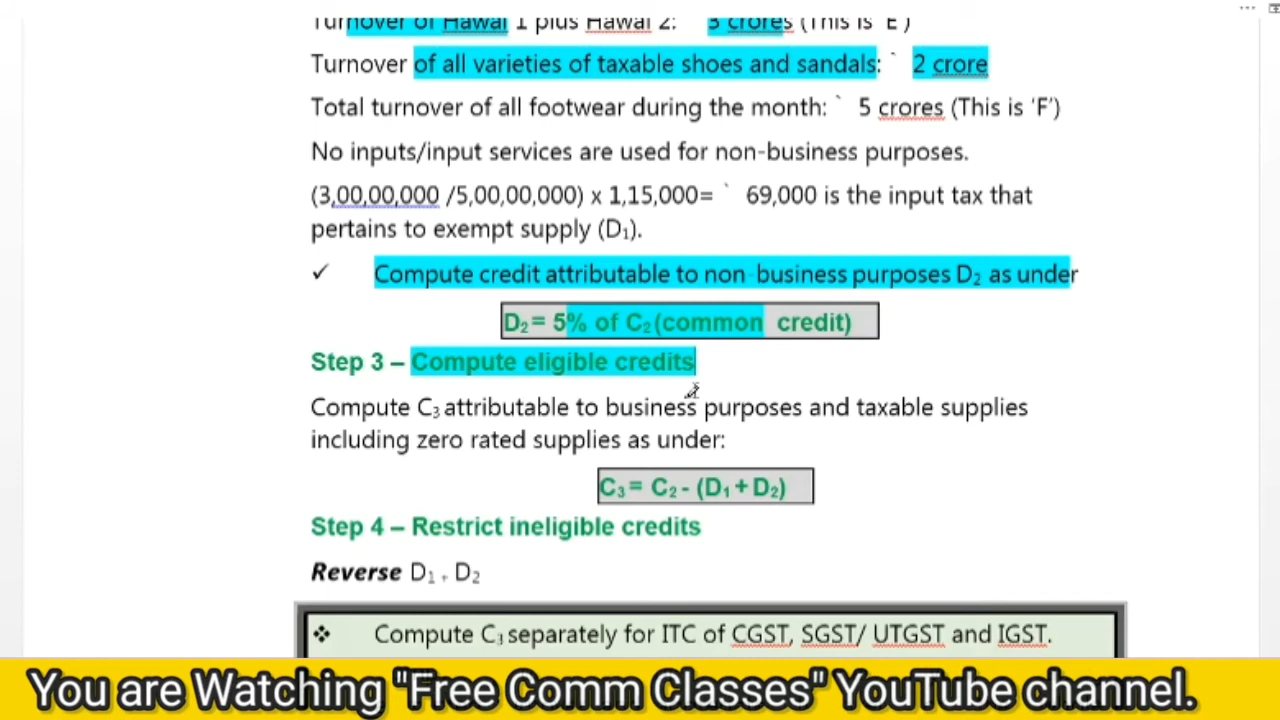 Turnover of Hawai 1 plus Hawai 2: 3 crores (This is 'E')
Turnover of all varieties of taxable shoes and sandals: ` 2 crore
Total turnover of all footwear during the month: ` 5 crores (This is 'F')
No inputs/input services are used for non-business purposes.
(3,00,00,000 /5,00,00,000) x 1,15,000= ` 69,000 is the input tax that
pertains to exempt supply (D₁).
✓ Compute credit attributable to non-business purposes D₂ as under
D₂ = 5% of C₂ (common credit)
Step 3 – Compute eligible credits
Compute C₃ attributable to business purposes and taxable supplies
including zero rated supplies as under:
C₃ = C₂ - (D₁ + D₂)
Step 4 – Restrict ineligible credits
Reverse D₁ + D₂
❖ Compute C₃ separately for ITC of CGST, SGST/ UTGST and IGST.
You are Watching "Free Comm Classes" YouTube channel.